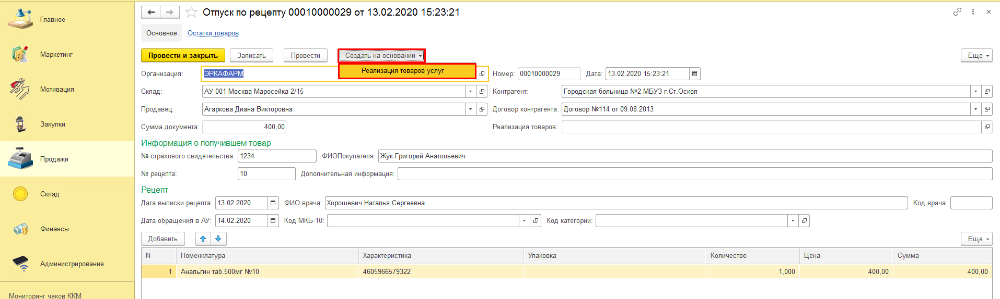 Главное
Маркетинг
Мотивация
Закупки
Продажи
Склад
Финансы
Администрирование
Мониторинг чеков ККМ
Отпуск по рецепту 00010000029 от 13.02.2020 15:23:21
Основное Остатки товаров
Провести и закрыть Записать Провести Создать на основании Еще
Реализация товаров услуг
Организация: ЭРКАФАРМ Номер: 00010000029 Дата: 13.02.2020 15:23:21
Склад: АУ 001 Москва Маросейка 2/15 Контрагент: Городская больница №2 МБУЗ г.Ст.Оскол
Продавец: Агаркова Диана Викторовна Договор контрагента: Договор №114 от 09.08.2013
Сумма документа: 400,00 Реализация товаров:
Информация о получившем товар
№ страхового свидетельства: 1234 ФИОПокупателя: Жук Григорий Анатольевич
№ рецепта: 10 Дополнительная информация:
Рецепт
Дата выписки рецепта: 13.02.2020 ФИО врача: Хорошевич Наталья Сергеевна Код врача:
Дата обращения в АУ: 14.02.2020 Код МКБ-10: Код категории:
Добавить Еще
N Номенклатура Характеристика Упаковка Количество Цена Сумма
1 Анальгин таб.500мг №10 4605966579322 1,000 400,00 400,00